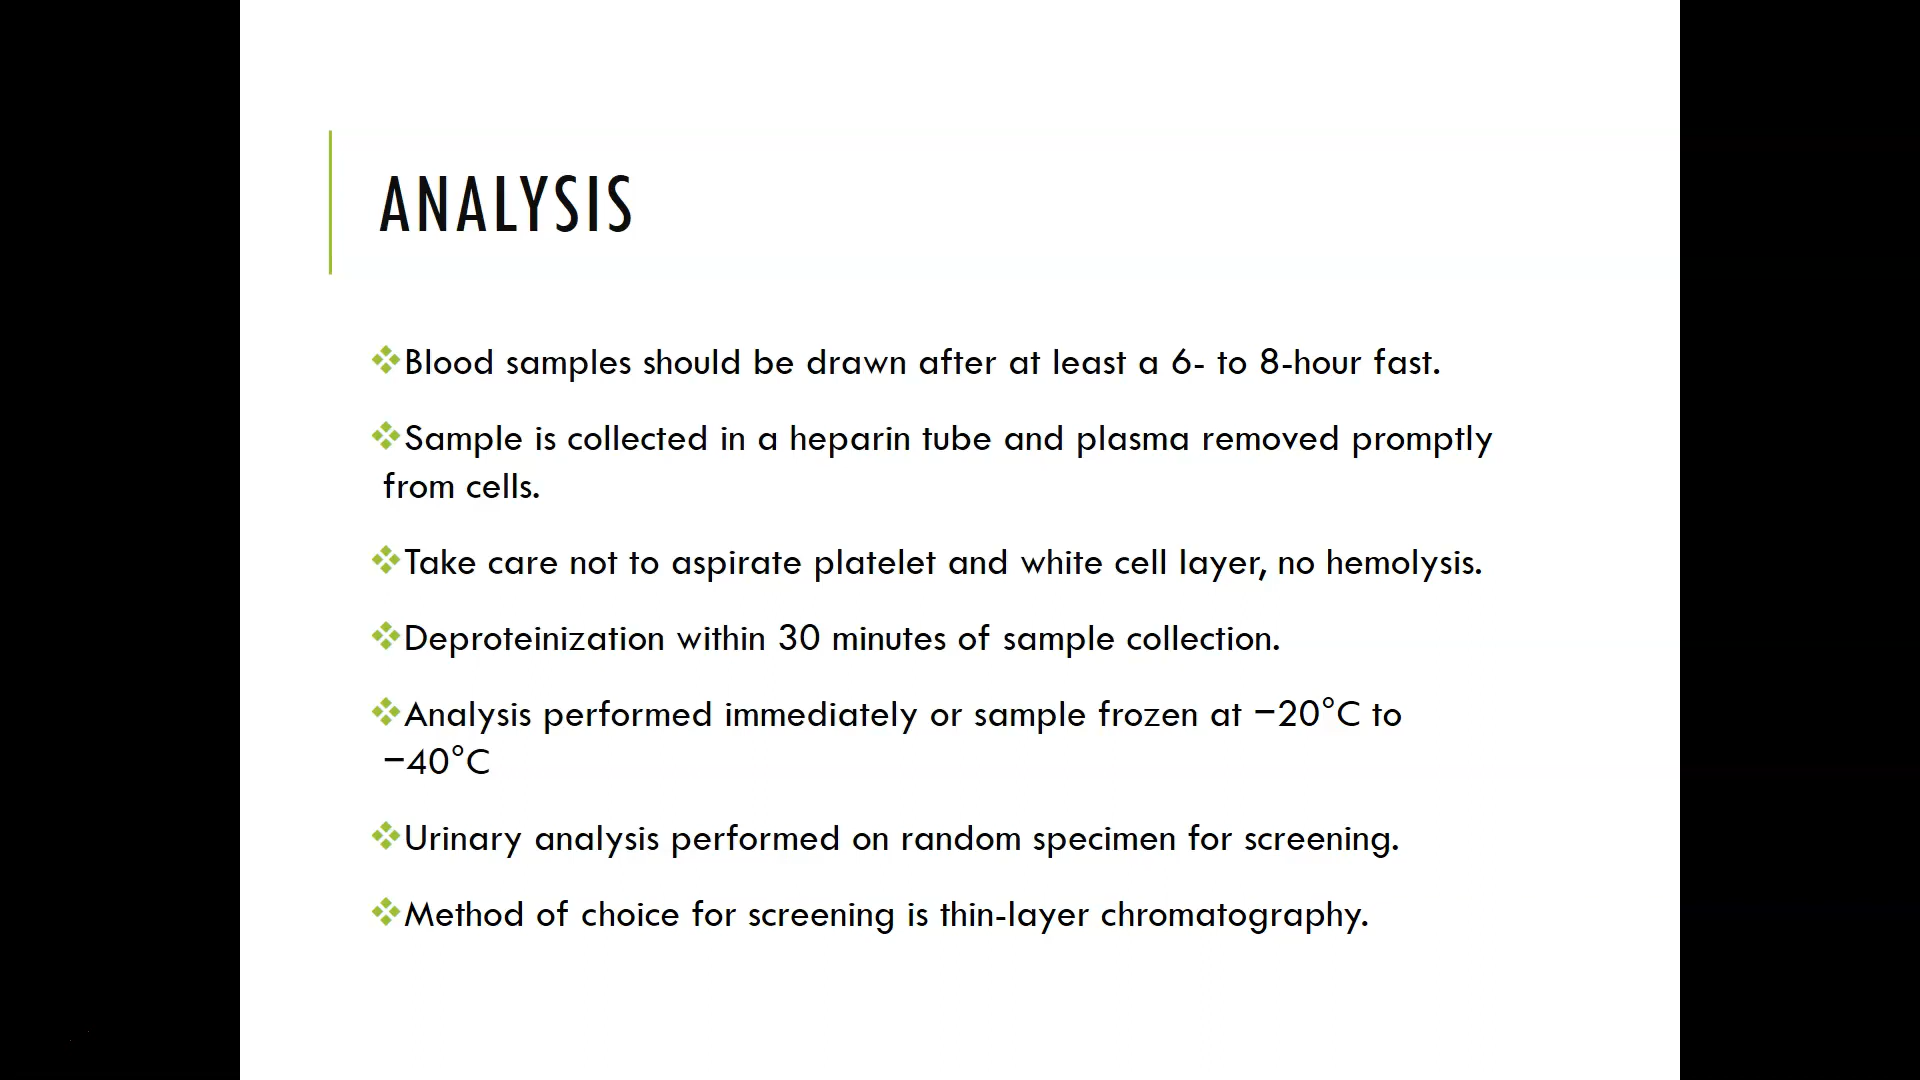 ANALYSIS
❖Blood samples should be drawn after at least a 6- to 8-hour fast.
❖Sample is collected in a heparin tube and plasma removed promptly
from cells.
❖Take care not to aspirate platelet and white cell layer, no hemolysis.
❖Deproteinization within 30 minutes of sample collection.
❖Analysis performed immediately or sample frozen at −20°C to
−40°C
❖Urinary analysis performed on random specimen for screening.
❖Method of choice for screening is thin-layer chromatography.